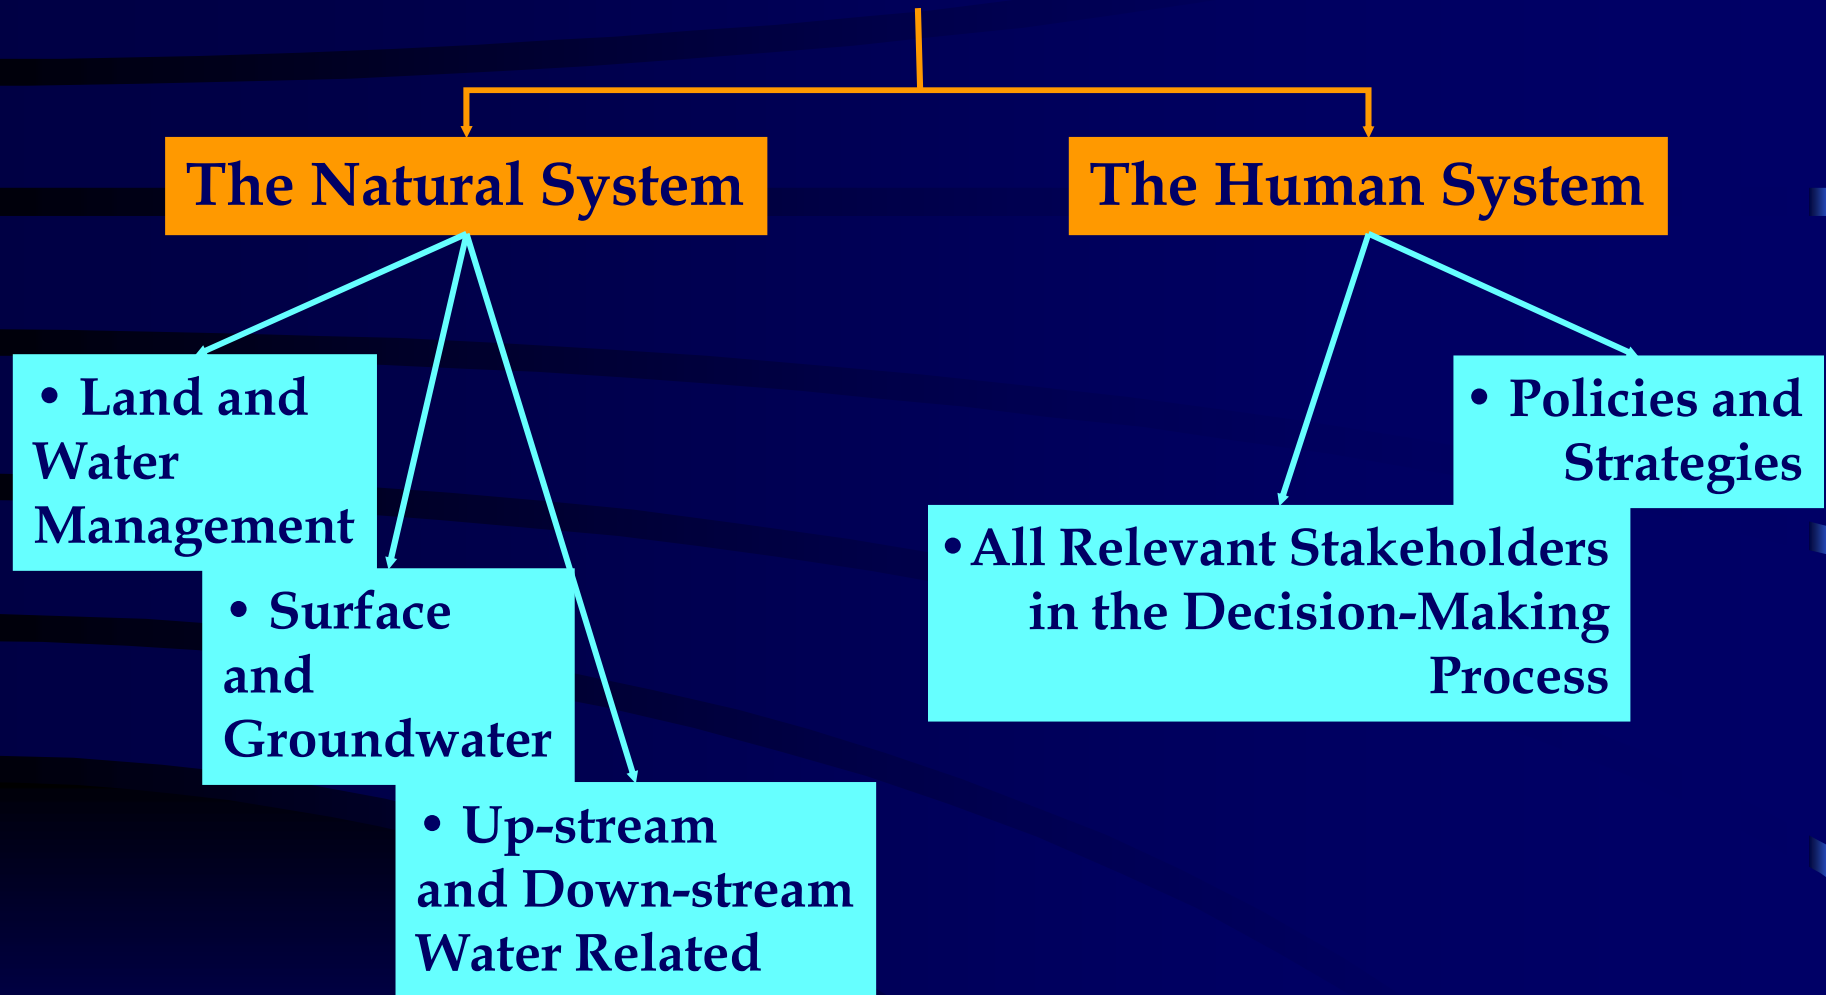 The Natural System
The Human System
• Land and
Water
Management
• Surface
and
Groundwater
• Up-stream
and Down-stream
Water Related
• Policies and
Strategies
•All Relevant Stakeholders
in the Decision-Making
Process